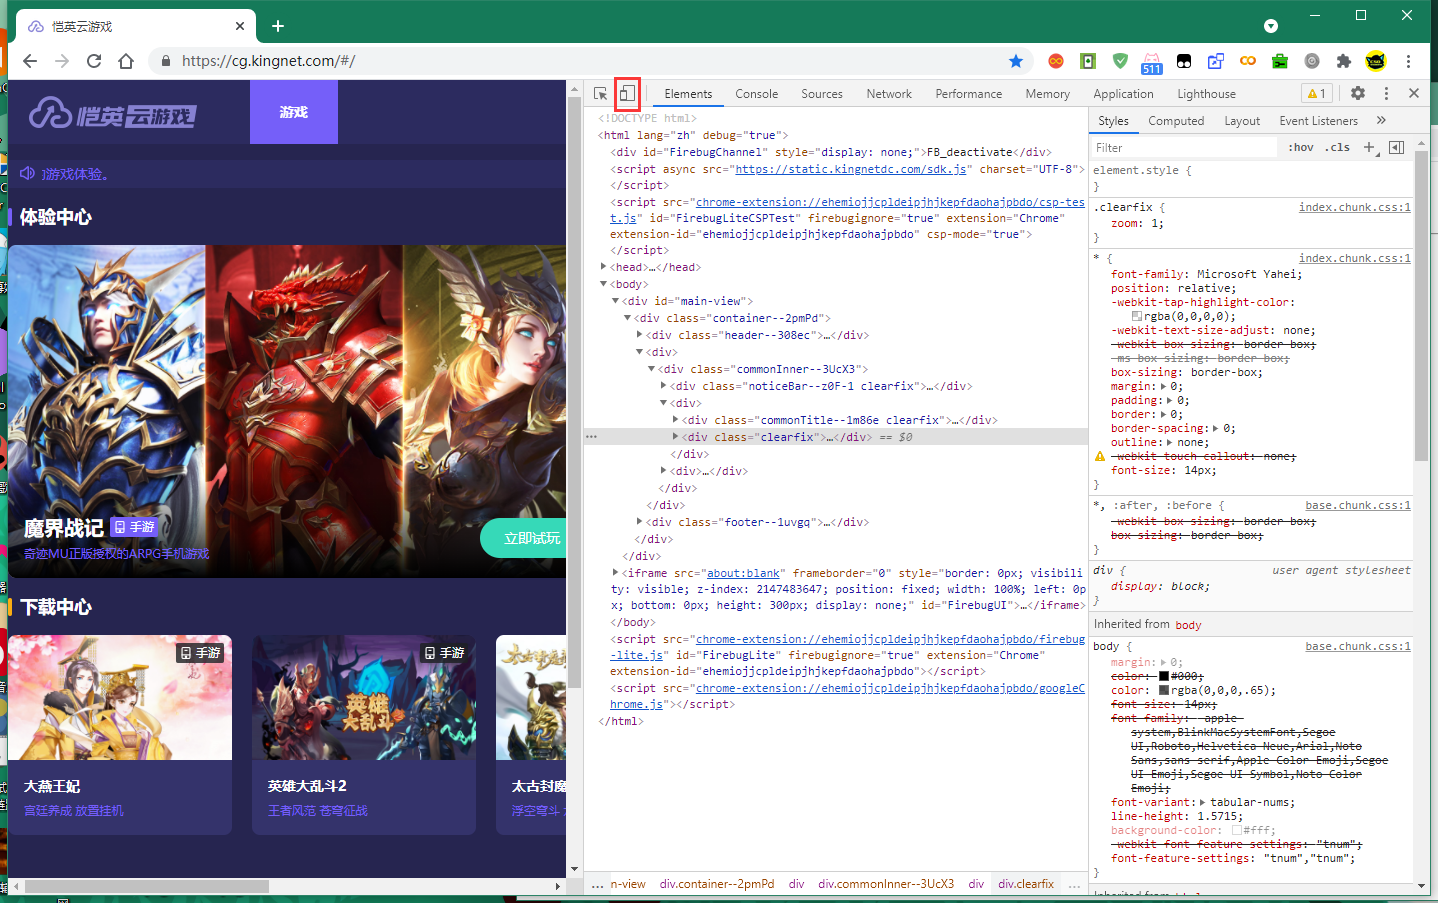 恺英云游戏
https://cg.kingnet.com/#/
511
恺英云游戏
游戏
游戏体验。
体验中心
魔界战记
手游
奇迹MU正版授权的ARPG手机游戏
立即试玩
下载中心
手游
手游
大燕王妃
宫廷养成 放置挂机
英雄大乱斗
英雄大乱斗2
王者风范 苍穹征战
太古封魔
浮空穹斗
Elements
Console
Sources
Network
Performance
Memory
Application
Lighthouse
1
<!DOCTYPE html>
<html lang="zh" debug="true">
<div id="FirebugChannel" style="display: none;">FB_deactivate</div>
<script async src="https://static.kingnetdc.com/sdk.js" charset="UTF-8">
</script>
<script src="chrome-extension://ehemiojjcpldeipjhjkepfdaohajpbdo/csp-tes
t.js" id="FirebugLiteCSPTest" firebugignore="true" extension="Chrome"
extension-id="ehemiojjcpldeipjhjkepfdaohajpbdo" csp-mode="true">
</script>
<head>…</head>
<body>
<div id="main-view">
<div class="container--2pmPd">
<div class="header--308ec">…</div>
<div>
<div class="commonInner--3UcX3">
<div class="noticeBar--z0F-1 clearfix">…</div>
<div>
<div class="commonTitle--1m86e clearfix">…</div>
<div class="clearfix">…</div> == $0
</div>
<div>…</div>
</div>
</div>
<div class="footer--1uvgq">…</div>
</div>
</div>
<iframe src="about:blank" frameborder="0" style="border: 0px; visibili
ty: visible; z-index: 2147483647; position: fixed; width: 100%; left: 0p
x; bottom: 0px; height: 300px; display: none;" id="FirebugUI">…</iframe>
</body>
<script src="chrome-extension://ehemiojjcpldeipjhjkepfdaohajpbdo/firebug
-lite.js" id="FirebugLite" firebugignore="true" extension="Chrome"
extension-id="ehemiojjcpldeipjhjkepfdaohajpbdo"></script>
<script src="chrome-extension://ehemiojjcpldeipjhjkepfdaohajpbdo/googleC
hrome.js"></script>
</html>
… n-view div.container--2pmPd div div.commonInner--3UcX3 div div.clearfix …
Styles
Computed
Layout
Event Listeners
»
Filter
:hov
.cls
+
element.style {
}
.clearfix {
index.chunk.css:1
zoom: 1;
}
* {
index.chunk.css:1
font-family: Microsoft Yahei;
position: relative;
-webkit-tap-highlight-color:
rgba(0,0,0,0);
-webkit-text-size-adjust: none;
-webkit-box-sizing: border-box;
-ms-box-sizing: border-box;
box-sizing: border-box;
margin: 0;
padding: 0;
border: 0;
border-spacing: 0;
outline: none;
-webkit-touch-callout: none;
font-size: 14px;
}
*, :after, :before {
base.chunk.css:1
-webkit-box-sizing: border-box;
box-sizing: border-box;
}
div {
user agent stylesheet
display: block;
}
Inherited from body
body {
base.chunk.css:1
margin: 0;
color: #000;
color: rgba(0,0,0,.65);
font-size: 14px;
font-family: -apple-
system,BlinkMacSystemFont,Segoe
UI,Roboto,Helvetica Neue,Arial,Noto
Sans,sans-serif,Apple Color Emoji,Segoe
UI Emoji,Segoe UI Symbol,Noto Color
Emoji;
font-variant: tabular-nums;
line-height: 1.5715;
background-color: #fff;
-webkit-font-feature-settings: "tnum";
font-feature-settings: "tnum","tnum";
}